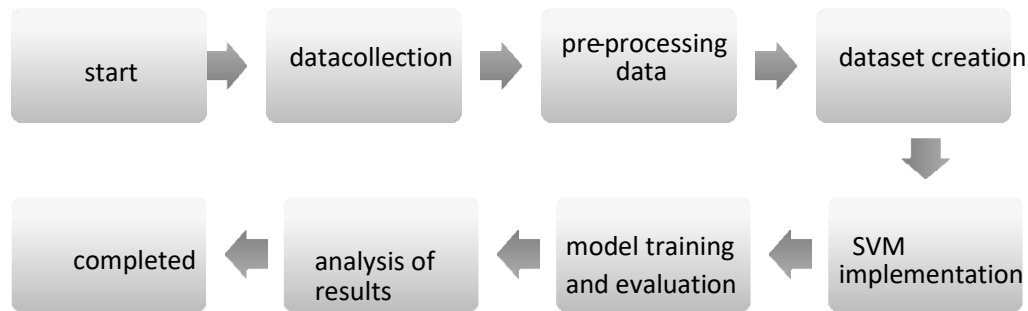 start
datacollection
pre-processing
data
dataset creation
SVM
implementation
model training
and evaluation
analysis of
results
completed